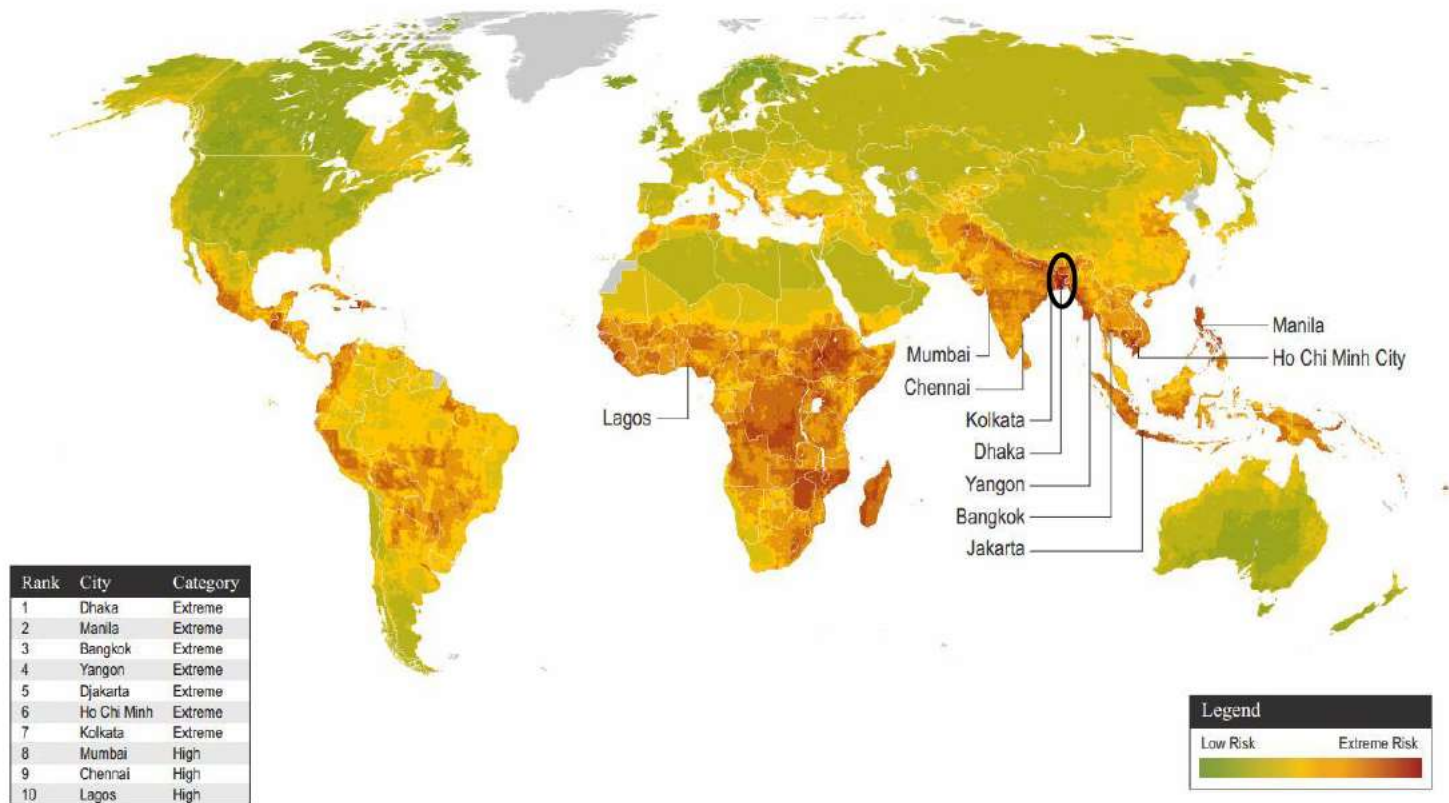 Manila
Ho Chi Minh City
Mumbai
Chennai
Lagos
Kolkata
Dhaka
Yangon
Bangkok
Jakarta
Rank City Category
1 Dhaka Extreme
2 Manila Extreme
3 Bangkok Extreme
4 Yangon Extreme
5 Djakarta Extreme
6 Ho Chi Minh Extreme
7 Kolkata Extreme
8 Mumbai High
9 Chennai High
10 Lagos High
Legend
Low Risk Extreme Risk